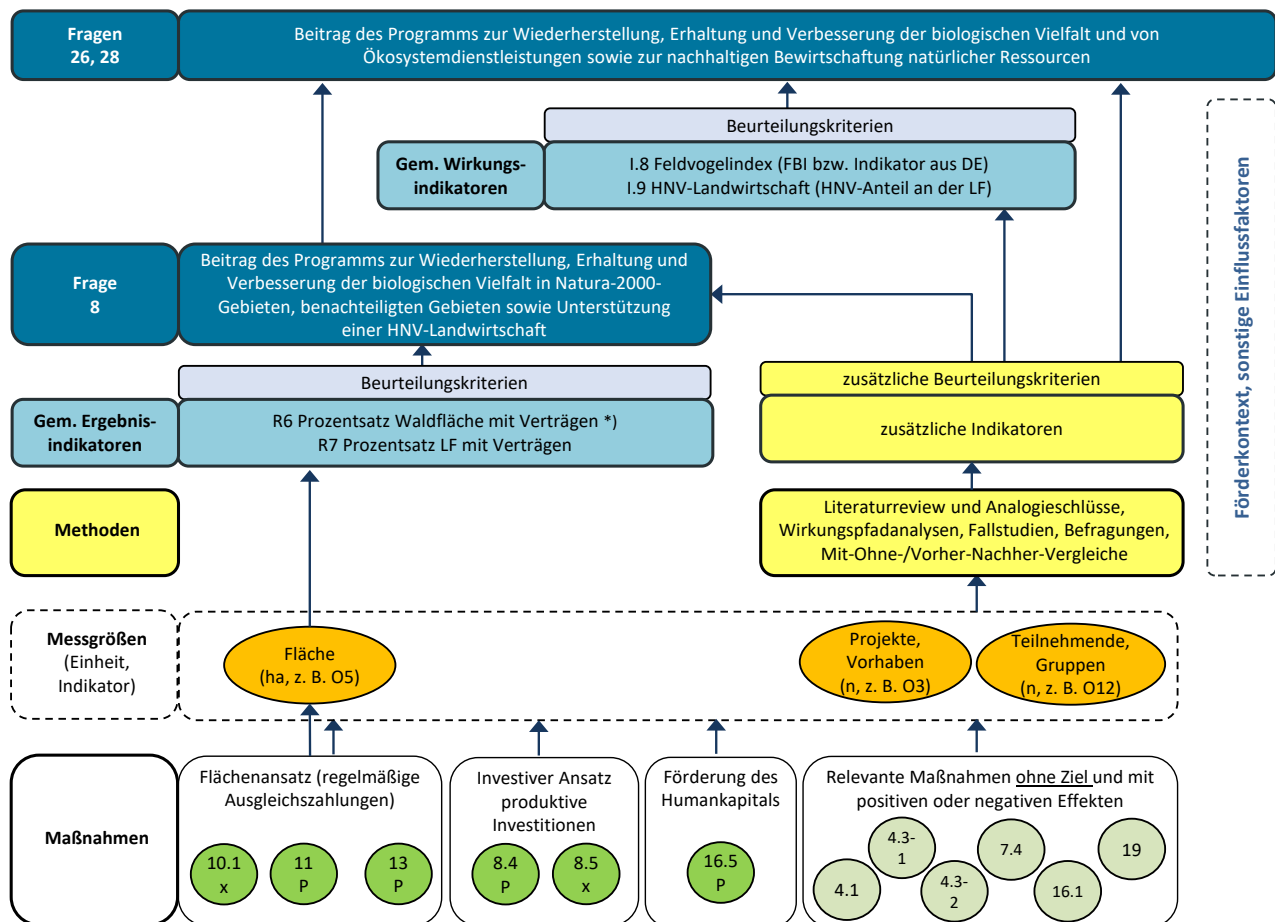 Fragen
26, 28
Beitrag des Programms zur Wiederherstellung, Erhaltung und Verbesserung der biologischen Vielfalt und von
Ökosystemdienstleistungen sowie zur nachhaltigen Bewirtschaftung natürlicher Ressourcen
Beurteilungskriterien
Gem. Wirkungs-
indikatoren
I.8 Feldvogelindex (FBI bzw. Indikator aus DE)
I.9 HNV-Landwirtschaft (HNV-Anteil an der LF)
Förderkontext, sonstige Einflussfaktoren
Frage
8
Beitrag des Programms zur Wiederherstellung, Erhaltung und
Verbesserung der biologischen Vielfalt in Natura-2000-
Gebieten, benachteiligten Gebieten sowie Unterstützung
einer HNV-Landwirtschaft
Beurteilungskriterien
Gem. Ergebnis-
indikatoren
R6 Prozentsatz Waldfläche mit Verträgen *)
R7 Prozentsatz LF mit Verträgen
zusätzliche Beurteilungskriterien
zusätzliche Indikatoren
Methoden
Literaturreview und Analogieschlüsse,
Wirkungspfadanalysen, Fallstudien, Befragungen,
Mit-Ohne-/Vorher-Nachher-Vergleiche
Messgrößen
(Einheit,
Indikator)
Fläche
(ha, z. B. O5)
Projekte,
Vorhaben
(n, z. B. O3)
Teilnehmende,
Gruppen
(n, z. B. O12)
Maßnahmen
Flächenansatz (regelmäßige
Ausgleichszahlungen)
10.1
x
11
P
13
P
Investiver Ansatz
produktive
Investitionen
8.4
P
8.5
x
Förderung des
Humankapitals
16.5
P
Relevante Maßnahmen ohne Ziel und mit
positiven oder negativen Effekten
4.1
4.3-
1
4.3-
2
7.4
16.1
19